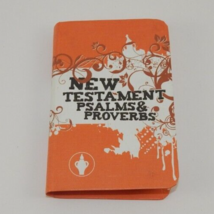 NEW
TESTAMENT
PSALMS &
PROVERBS